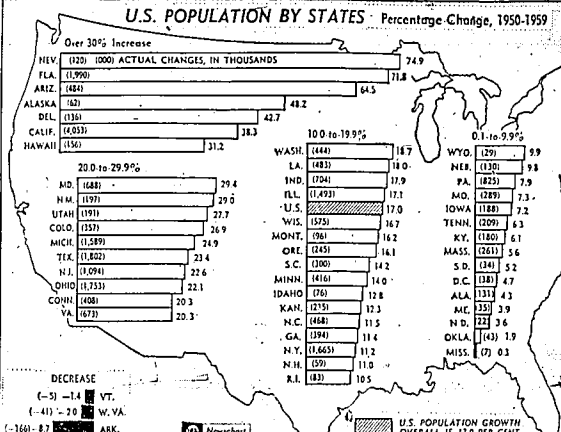 U.S. POPULATION BY STATES Percentage Change, 1950-1959
Over 30% Increase
NEV. (120) (000) ACTUAL CHANGES, IN THOUSANDS 74.9
FLA. (1,990) 71.8
ARIZ. (484) 64.5
ALASKA (62) 48.2
DEL. (136) 42.7
CALIF. (4,053) 38.3
HAWAII (156) 31.2
20.0-to-29.9%
MD. (688) 29.4
N.M. (197) 29.0
UTAH (191) 27.7
COLO. (357) 26.9
MICH. (1,589) 24.9
TEX. (1,802) 23.4
N.J. (1,094) 22.6
OHIO (1,753) 22.1
CONN. (408) 20.3
VA. (673) 20.3
10.0-to-19.9%
WASH. (444) 18.7
LA. (483) 18.0
IND. (704) 17.9
ILL. (1,493) 17.1
U.S. 17.0
WIS. (575) 16.7
MONT. (96) 16.2
ORE. (245) 16.1
S.C. (300) 14.2
MINN. (416) 14.0
IDAHO (76) 12.8
KAN. (235) 12.3
N.C. (468) 11.5
GA. (394) 11.4
N.Y. (1,665) 11.2
N.H. (59) 11.0
R.I. (83) 10.5
0.1-to-9.9%
WYO. (29) 9.9
NEB. (130) 9.8
PA. (825) 7.9
MO. (289) 7.3
IOWA (188) 7.2
TENN. (209) 6.3
KY. (180) 6.1
MASS. (261) 5.6
S.D. (34) 5.2
D.C. (38) 4.7
ALA. (131) 4.3
ME. (35) 3.9
N.D. (22) 3.6
OKLA. (43) 1.9
MISS. (7) 0.3
DECREASE
(-5) -1.4 VT.
(-41) -2.0 W. VA.
(-166) -8.7 ARK.
Newschart
U.S. POPULATION GROWTH
OVERALL IS 17.0 PER CENT